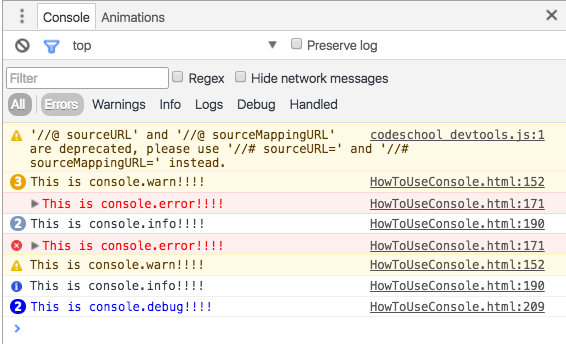 Console Animations
top Preserve log
Filter Regex Hide network messages
All Errors Warnings Info Logs Debug Handled
'//@ sourceURL' and '//@ sourceMappingURL' codeschool devtools.js:1
are deprecated, please use '//# sourceURL=' and '//#
sourceMappingURL=' instead.
3 This is console.warn!!!! HowToUseConsole.html:152
This is console.error!!!! HowToUseConsole.html:171
2 This is console.info!!!! HowToUseConsole.html:190
This is console.error!!!! HowToUseConsole.html:171
This is console.warn!!!! HowToUseConsole.html:152
This is console.info!!!! HowToUseConsole.html:190
2 This is console.debug!!!! HowToUseConsole.html:209